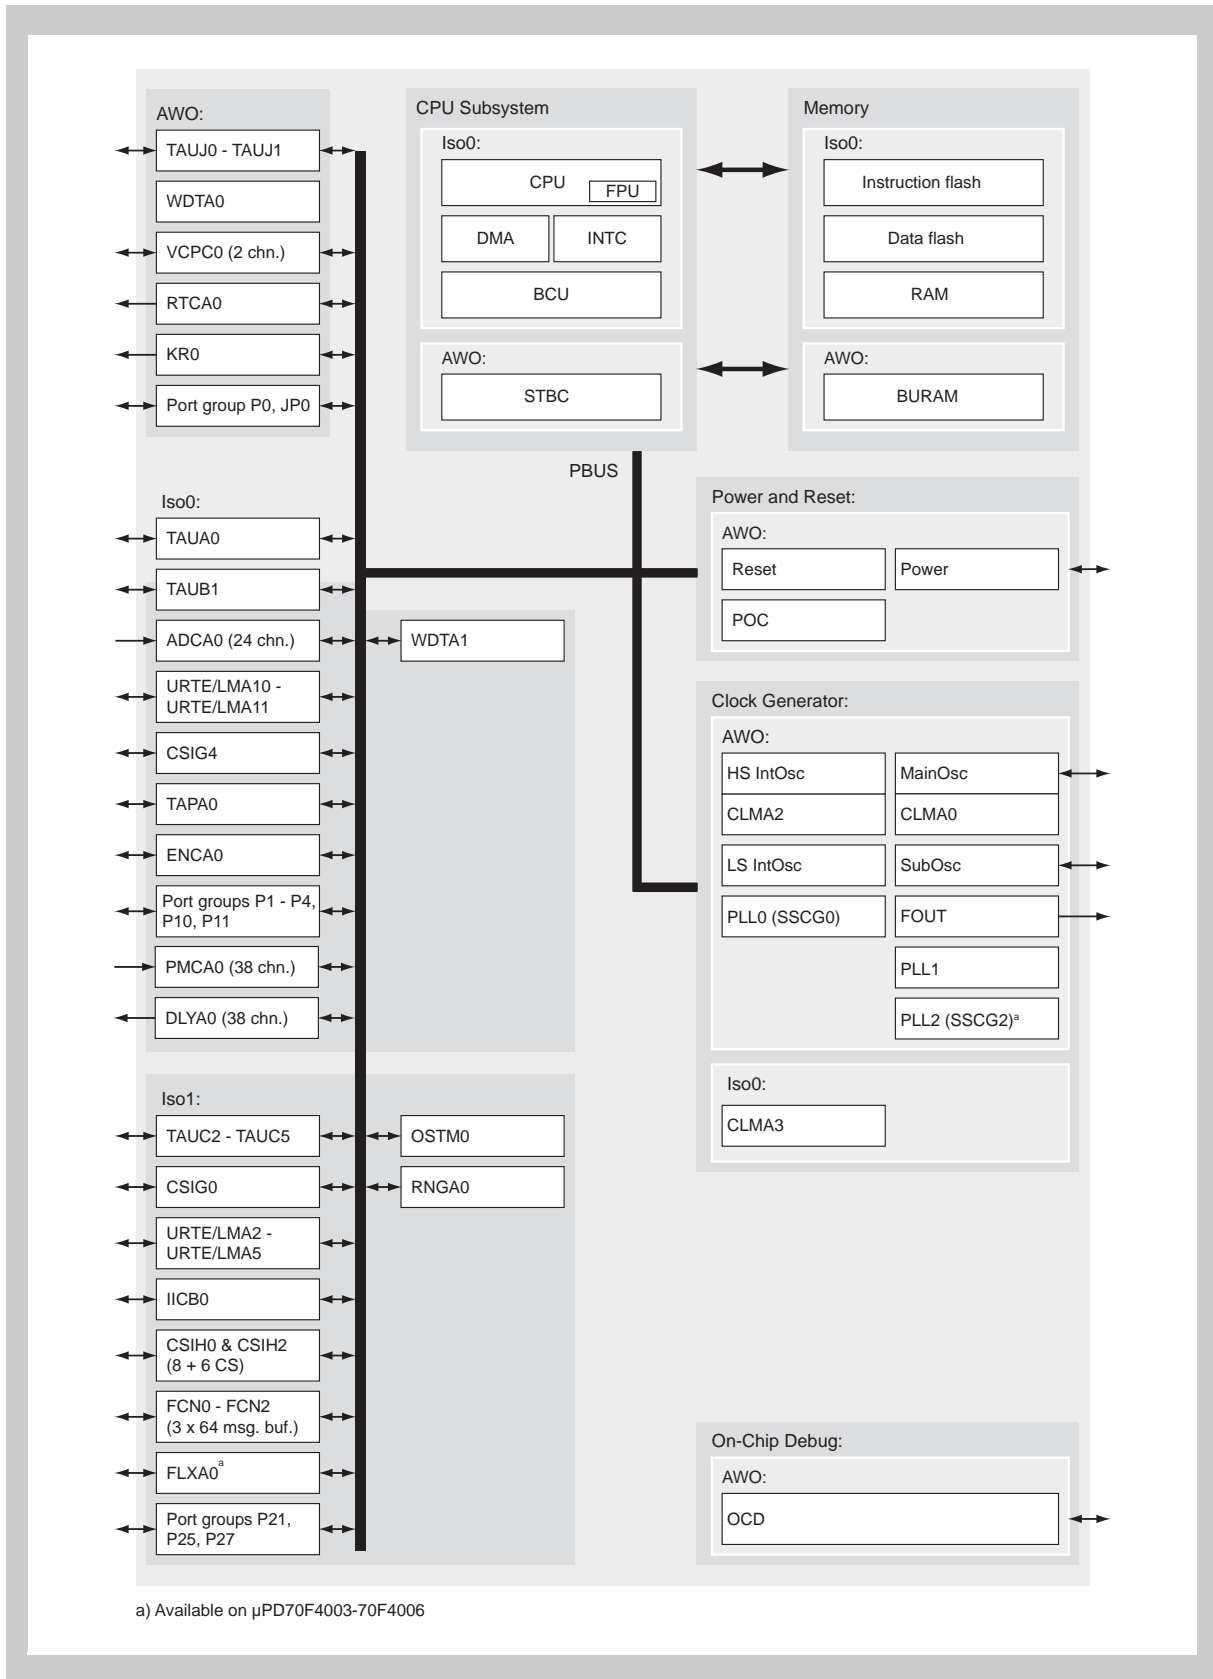 AWO:
TAUJ0 - TAUJ1
WDTA0
VCPC0 (2 chn.)
RTCA0
KR0
Port group P0, JP0
CPU Subsystem
Iso0:
CPU
FPU
DMA
INTC
BCU
AWO:
STBC
Memory
Iso0:
Instruction flash
Data flash
RAM
AWO:
BURAM
PBUS
Iso0:
TAUA0
TAUB1
ADCA0 (24 chn.)
URTE/LMA10 -
URTE/LMA11
CSIG4
TAPA0
ENCA0
Port groups P1 - P4,
P10, P11
PMCA0 (38 chn.)
DLYA0 (38 chn.)
WDTA1
Power and Reset:
AWO:
Reset
Power
POC
Clock Generator:
AWO:
HS IntOsc
MainOsc
CLMA2
CLMA0
LS IntOsc
SubOsc
PLL0 (SSCG0)
FOUT
PLL1
PLL2 (SSCG2)a
Iso0:
CLMA3
Iso1:
TAUC2 - TAUC5
CSIG0
URTE/LMA2 -
URTE/LMA5
IICB0
CSIH0 & CSIH2
(8 + 6 CS)
FCN0 - FCN2
(3 x 64 msg. buf.)
FLXA0a
Port groups P21,
P25, P27
OSTM0
RNGA0
On-Chip Debug:
AWO:
OCD
a) Available on µPD70F4003-70F4006